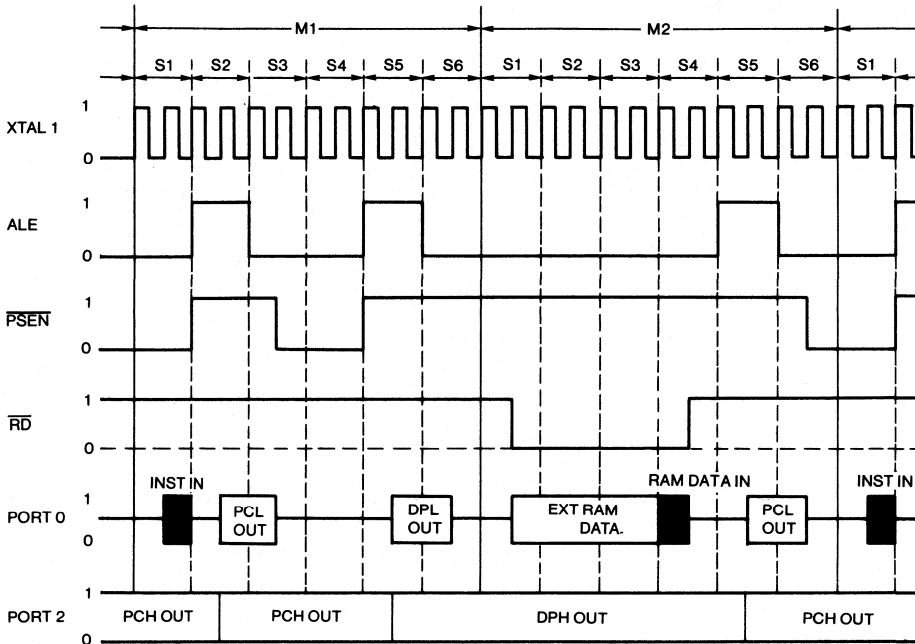 M1 M2
S1 S2 S3 S4 S5 S6 S1 S2 S3 S4 S5 S6 S1
1
XTAL 1
0
1
ALE
0
1
PSEN
0
1
RD
0
INST IN RAM DATA IN INST IN
1
PORT 0 PCL OUT DPL OUT EXT RAM DATA. PCL OUT
0
1
PORT 2 PCH OUT PCH OUT DPH OUT PCH OUT
0